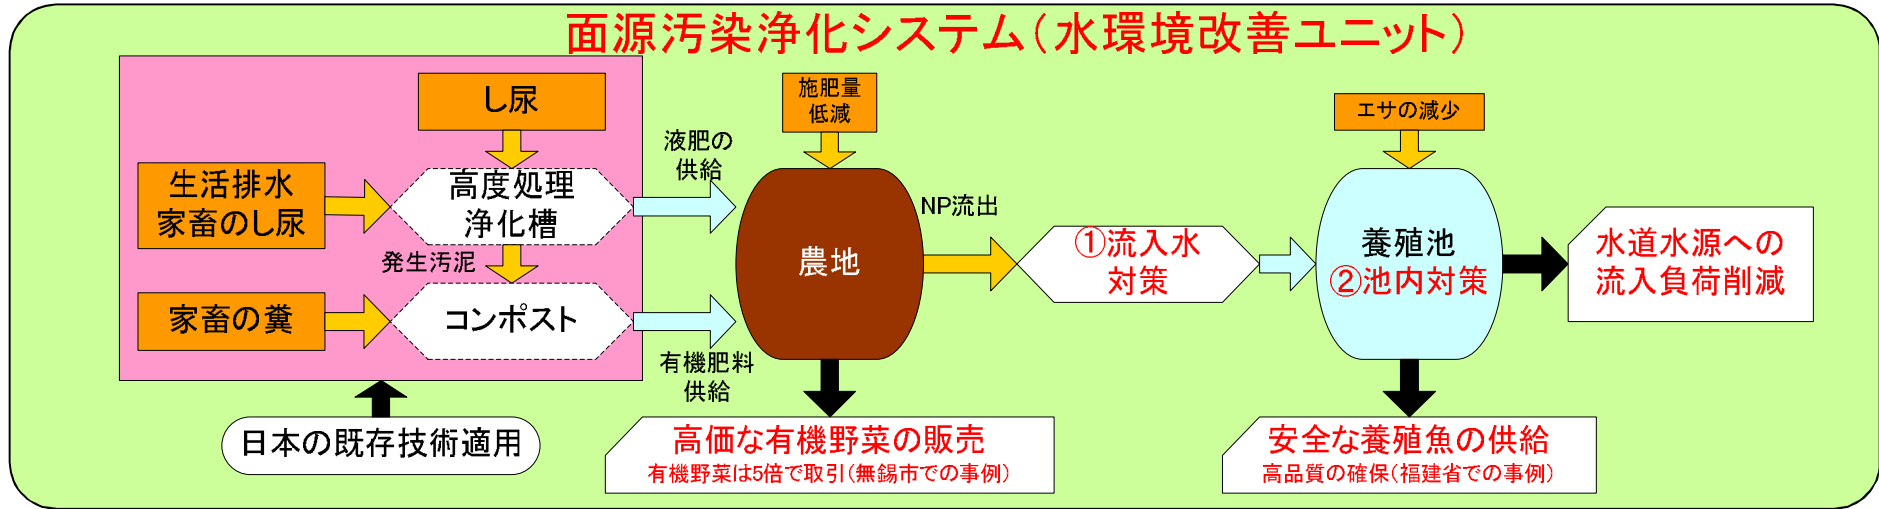 面源汚染浄化システム（水環境改善ユニット）
し尿
生活排水
家畜のし尿
高度処理
浄化槽
発生汚泥
家畜の糞
コンポスト
日本の既存技術適用
液肥の
供給
有機肥料
供給
施肥量
低減
農地
NP流出
高価な有機野菜の販売
有機野菜は5倍で取引（無錫市での事例）
①流入水
対策
エサの減少
養殖池
②池内対策
安全な養殖魚の供給
高品質の確保（福建省での事例）
水道水源への
流入負荷削減